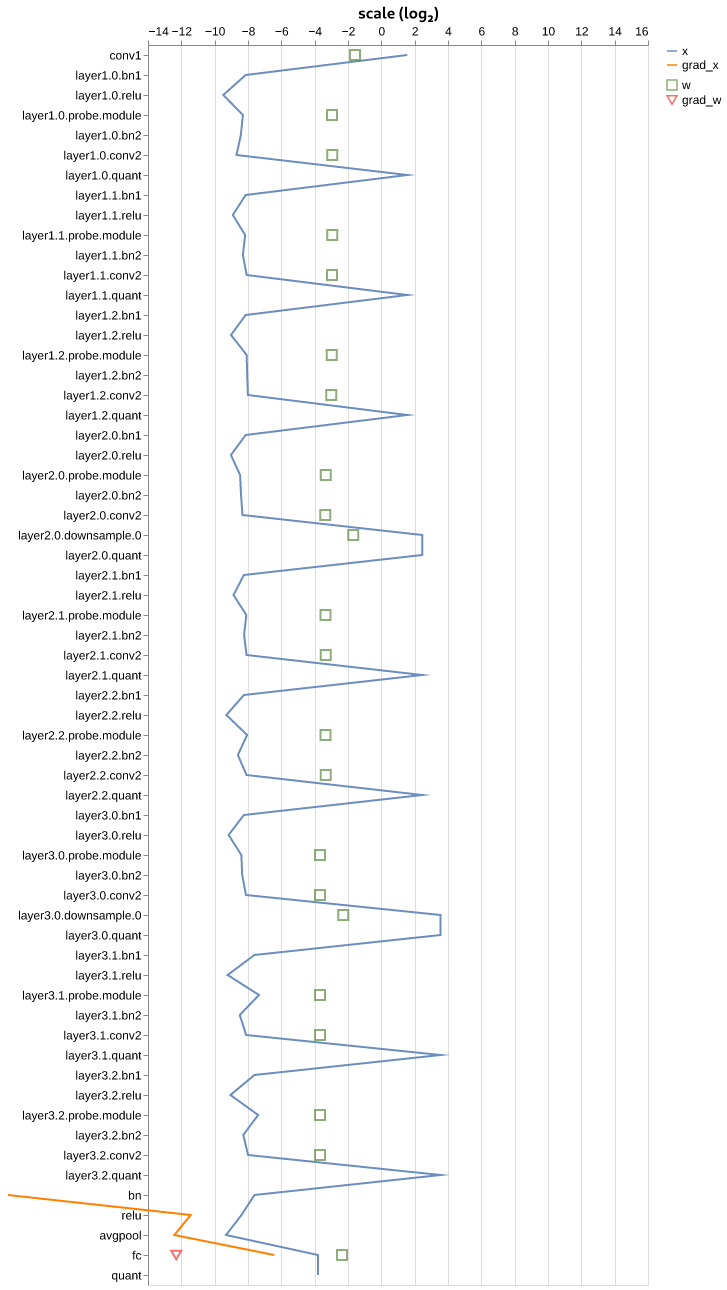 scale (log2)
−14 −12 −10 −8 −6 −4 −2 0 2 4 6 8 10 12 14 16
x
grad_x
w
grad_w
conv1
layer1.0.bn1
layer1.0.relu
layer1.0.probe.module
layer1.0.bn2
layer1.0.conv2
layer1.0.quant
layer1.1.bn1
layer1.1.relu
layer1.1.probe.module
layer1.1.bn2
layer1.1.conv2
layer1.1.quant
layer1.2.bn1
layer1.2.relu
layer1.2.probe.module
layer1.2.bn2
layer1.2.conv2
layer1.2.quant
layer2.0.bn1
layer2.0.relu
layer2.0.probe.module
layer2.0.bn2
layer2.0.conv2
layer2.0.downsample.0
layer2.0.quant
layer2.1.bn1
layer2.1.relu
layer2.1.probe.module
layer2.1.bn2
layer2.1.conv2
layer2.1.quant
layer2.2.bn1
layer2.2.relu
layer2.2.probe.module
layer2.2.bn2
layer2.2.conv2
layer2.2.quant
layer3.0.bn1
layer3.0.relu
layer3.0.probe.module
layer3.0.bn2
layer3.0.conv2
layer3.0.downsample.0
layer3.0.quant
layer3.1.bn1
layer3.1.relu
layer3.1.probe.module
layer3.1.bn2
layer3.1.conv2
layer3.1.quant
layer3.2.bn1
layer3.2.relu
layer3.2.probe.module
layer3.2.bn2
layer3.2.conv2
layer3.2.quant
bn
relu
avgpool
fc
quant